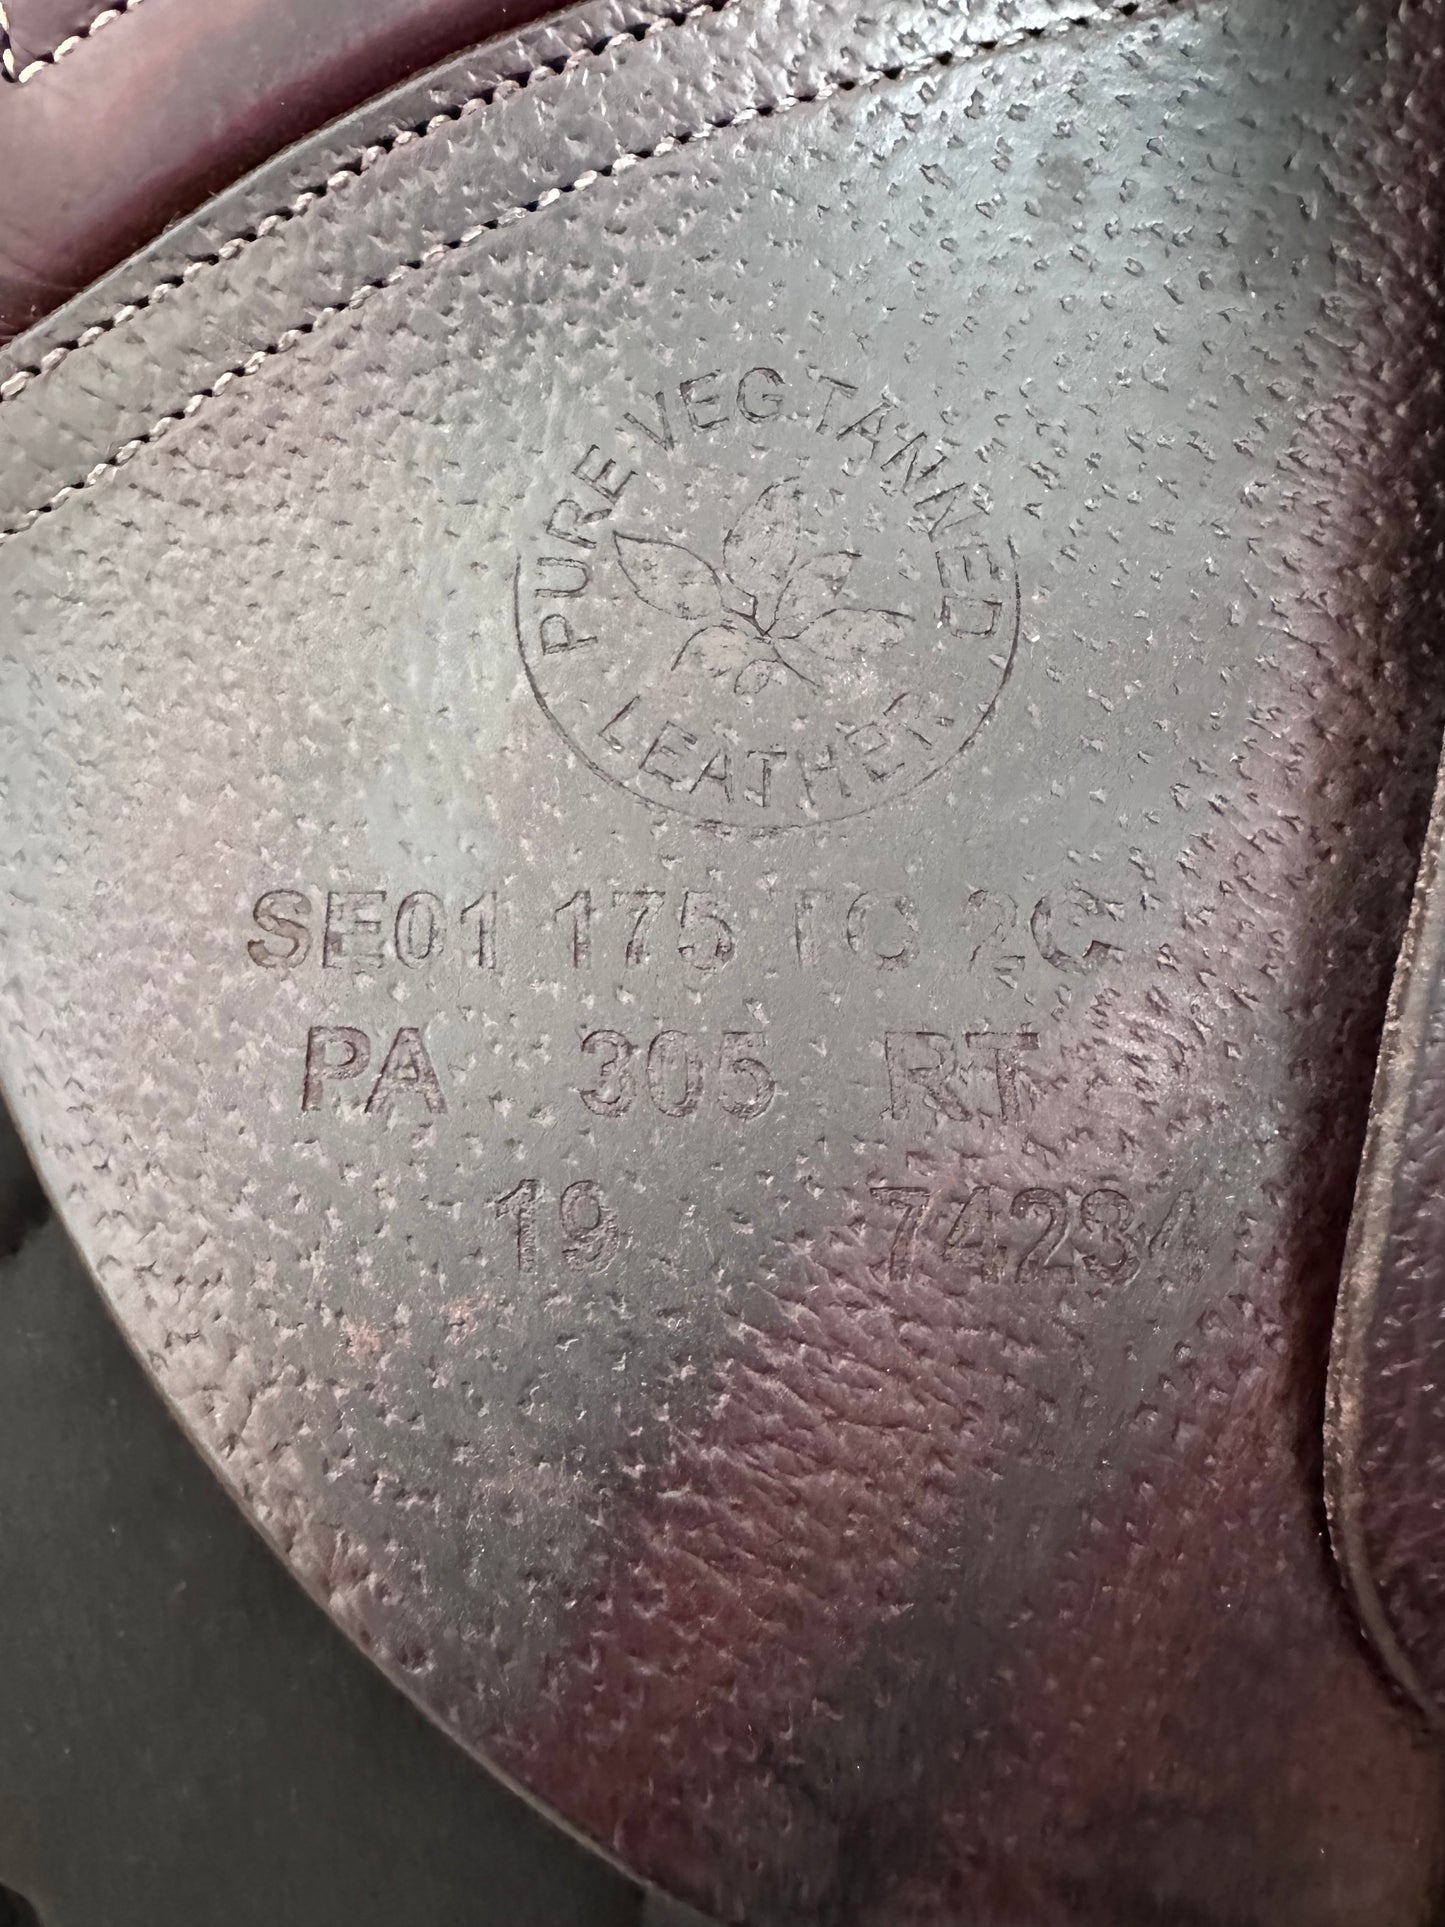 PURE VEG.TANNED
LEATHER
SE01 175 TC 2C
PA 305 RT
19 74234